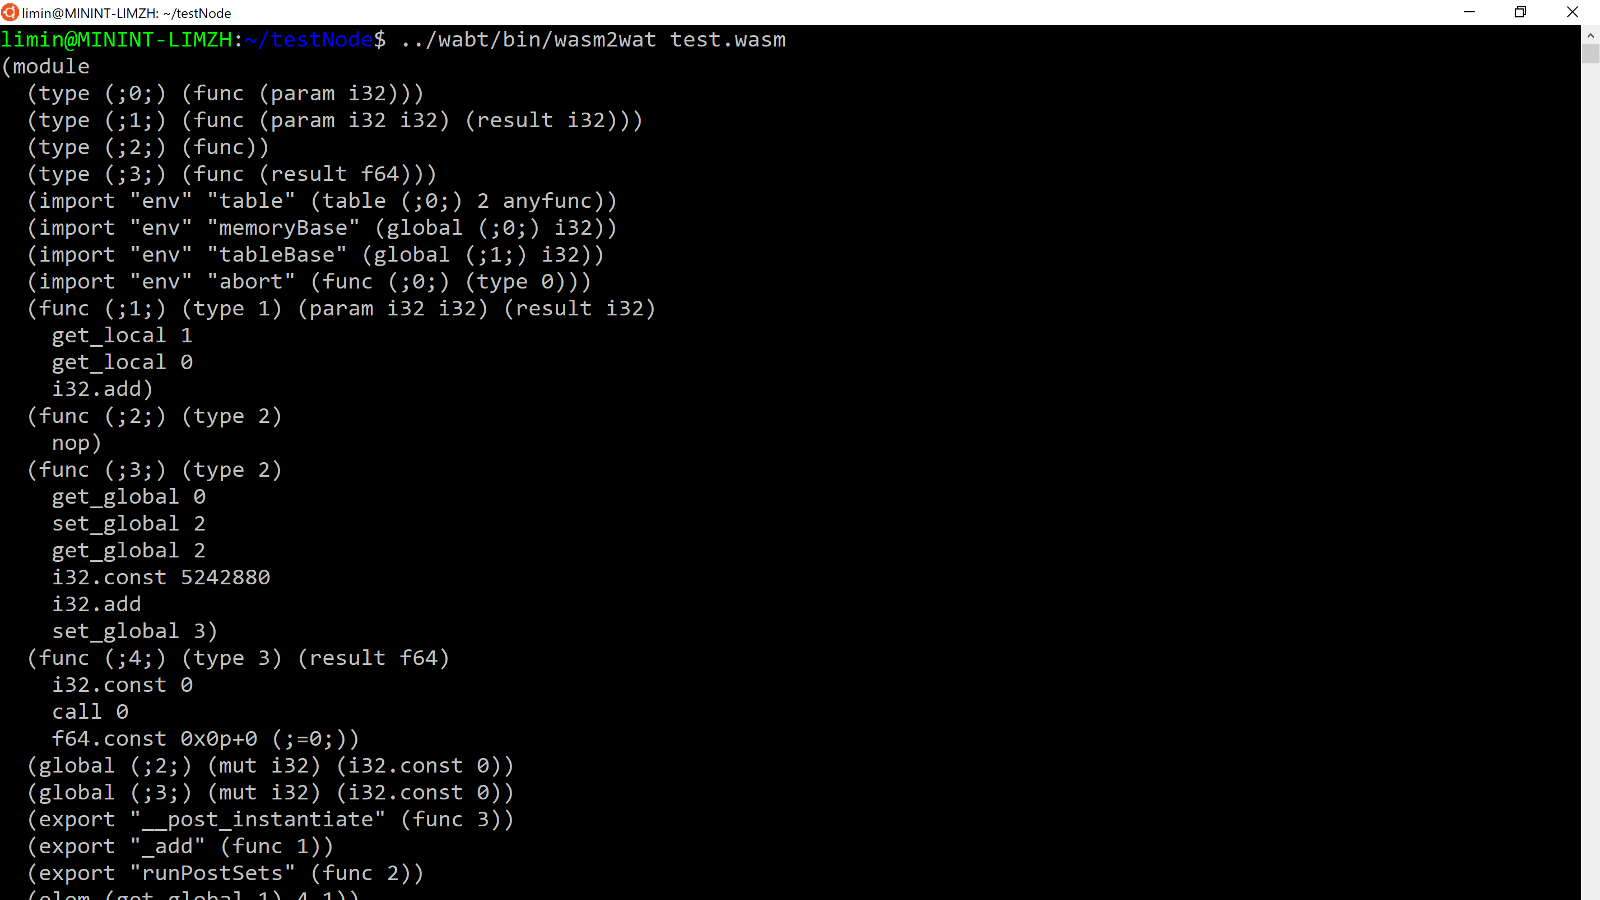 limin@MININT-LIMZH: ~/testNode
limin@MININT-LIMZH:~/testNode$ ../wabt/bin/wasm2wat test.wasm
(module
  (type (;0;) (func (param i32)))
  (type (;1;) (func (param i32 i32) (result i32)))
  (type (;2;) (func))
  (type (;3;) (func (result f64)))
  (import "env" "table" (table (;0;) 2 anyfunc))
  (import "env" "memoryBase" (global (;0;) i32))
  (import "env" "tableBase" (global (;1;) i32))
  (import "env" "abort" (func (;0;) (type 0)))
  (func (;1;) (type 1) (param i32 i32) (result i32)
    get_local 1
    get_local 0
    i32.add)
  (func (;2;) (type 2)
    nop)
  (func (;3;) (type 2)
    get_global 0
    set_global 2
    get_global 2
    i32.const 5242880
    i32.add
    set_global 3)
  (func (;4;) (type 3) (result f64)
    i32.const 0
    call 0
    f64.const 0x0p+0 (;=0;))
  (global (;2;) (mut i32) (i32.const 0))
  (global (;3;) (mut i32) (i32.const 0))
  (export "__post_instantiate" (func 3))
  (export "_add" (func 1))
  (export "runPostSets" (func 2))
  (elem (get_global 1) 4 1))